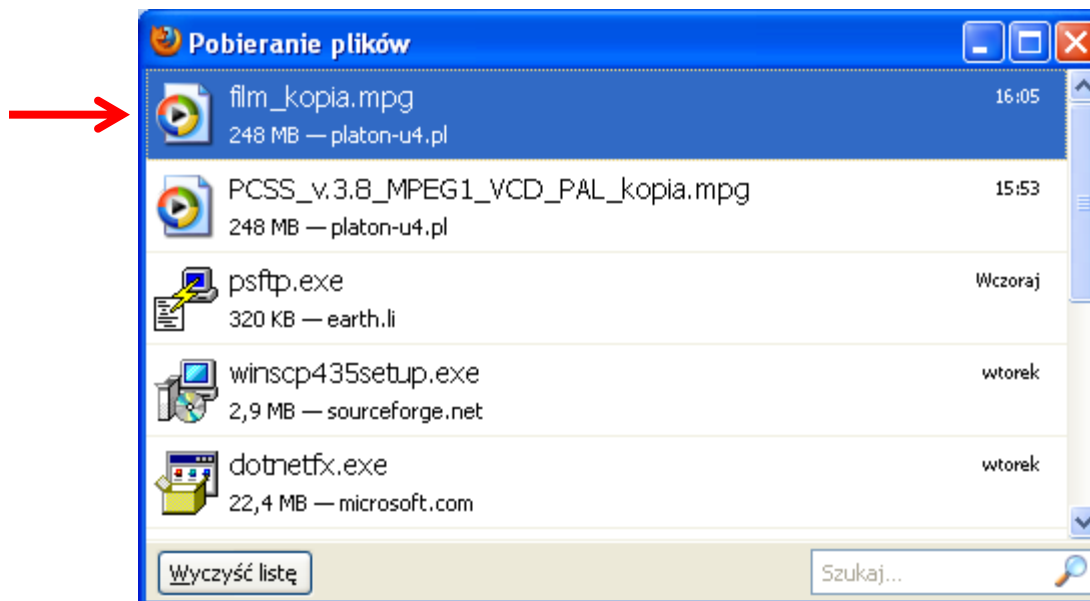 Pobieranie plików
film_kopia.mpg
16:05
248 MB — platon-u4.pl
PCSS_v.3.8_MPEG1_VCD_PAL_kopia.mpg
15:53
248 MB — platon-u4.pl
psftp.exe
Wczoraj
320 KB — earth.li
winscp435setup.exe
wtorek
2,9 MB — sourceforge.net
dotnetfx.exe
wtorek
22,4 MB — microsoft.com
Wyczyść listę
Szukaj...